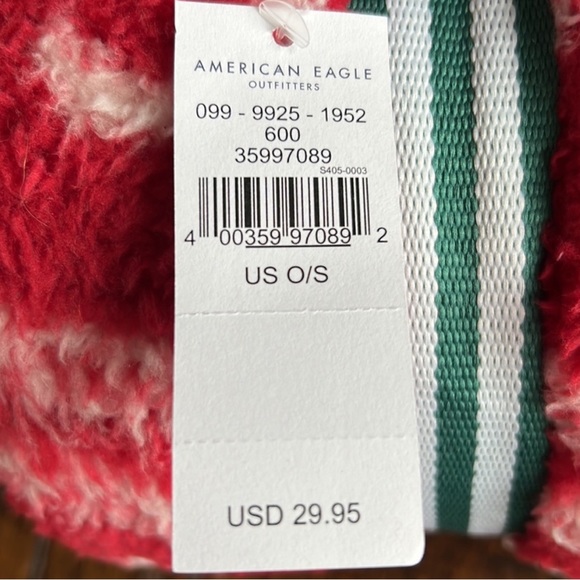 AMERICAN EAGLE
OUTFITTERS
099 - 9925 - 1952
600
35997089
S405-0003
4 00359 97089 2
US O/S
USD 29.95